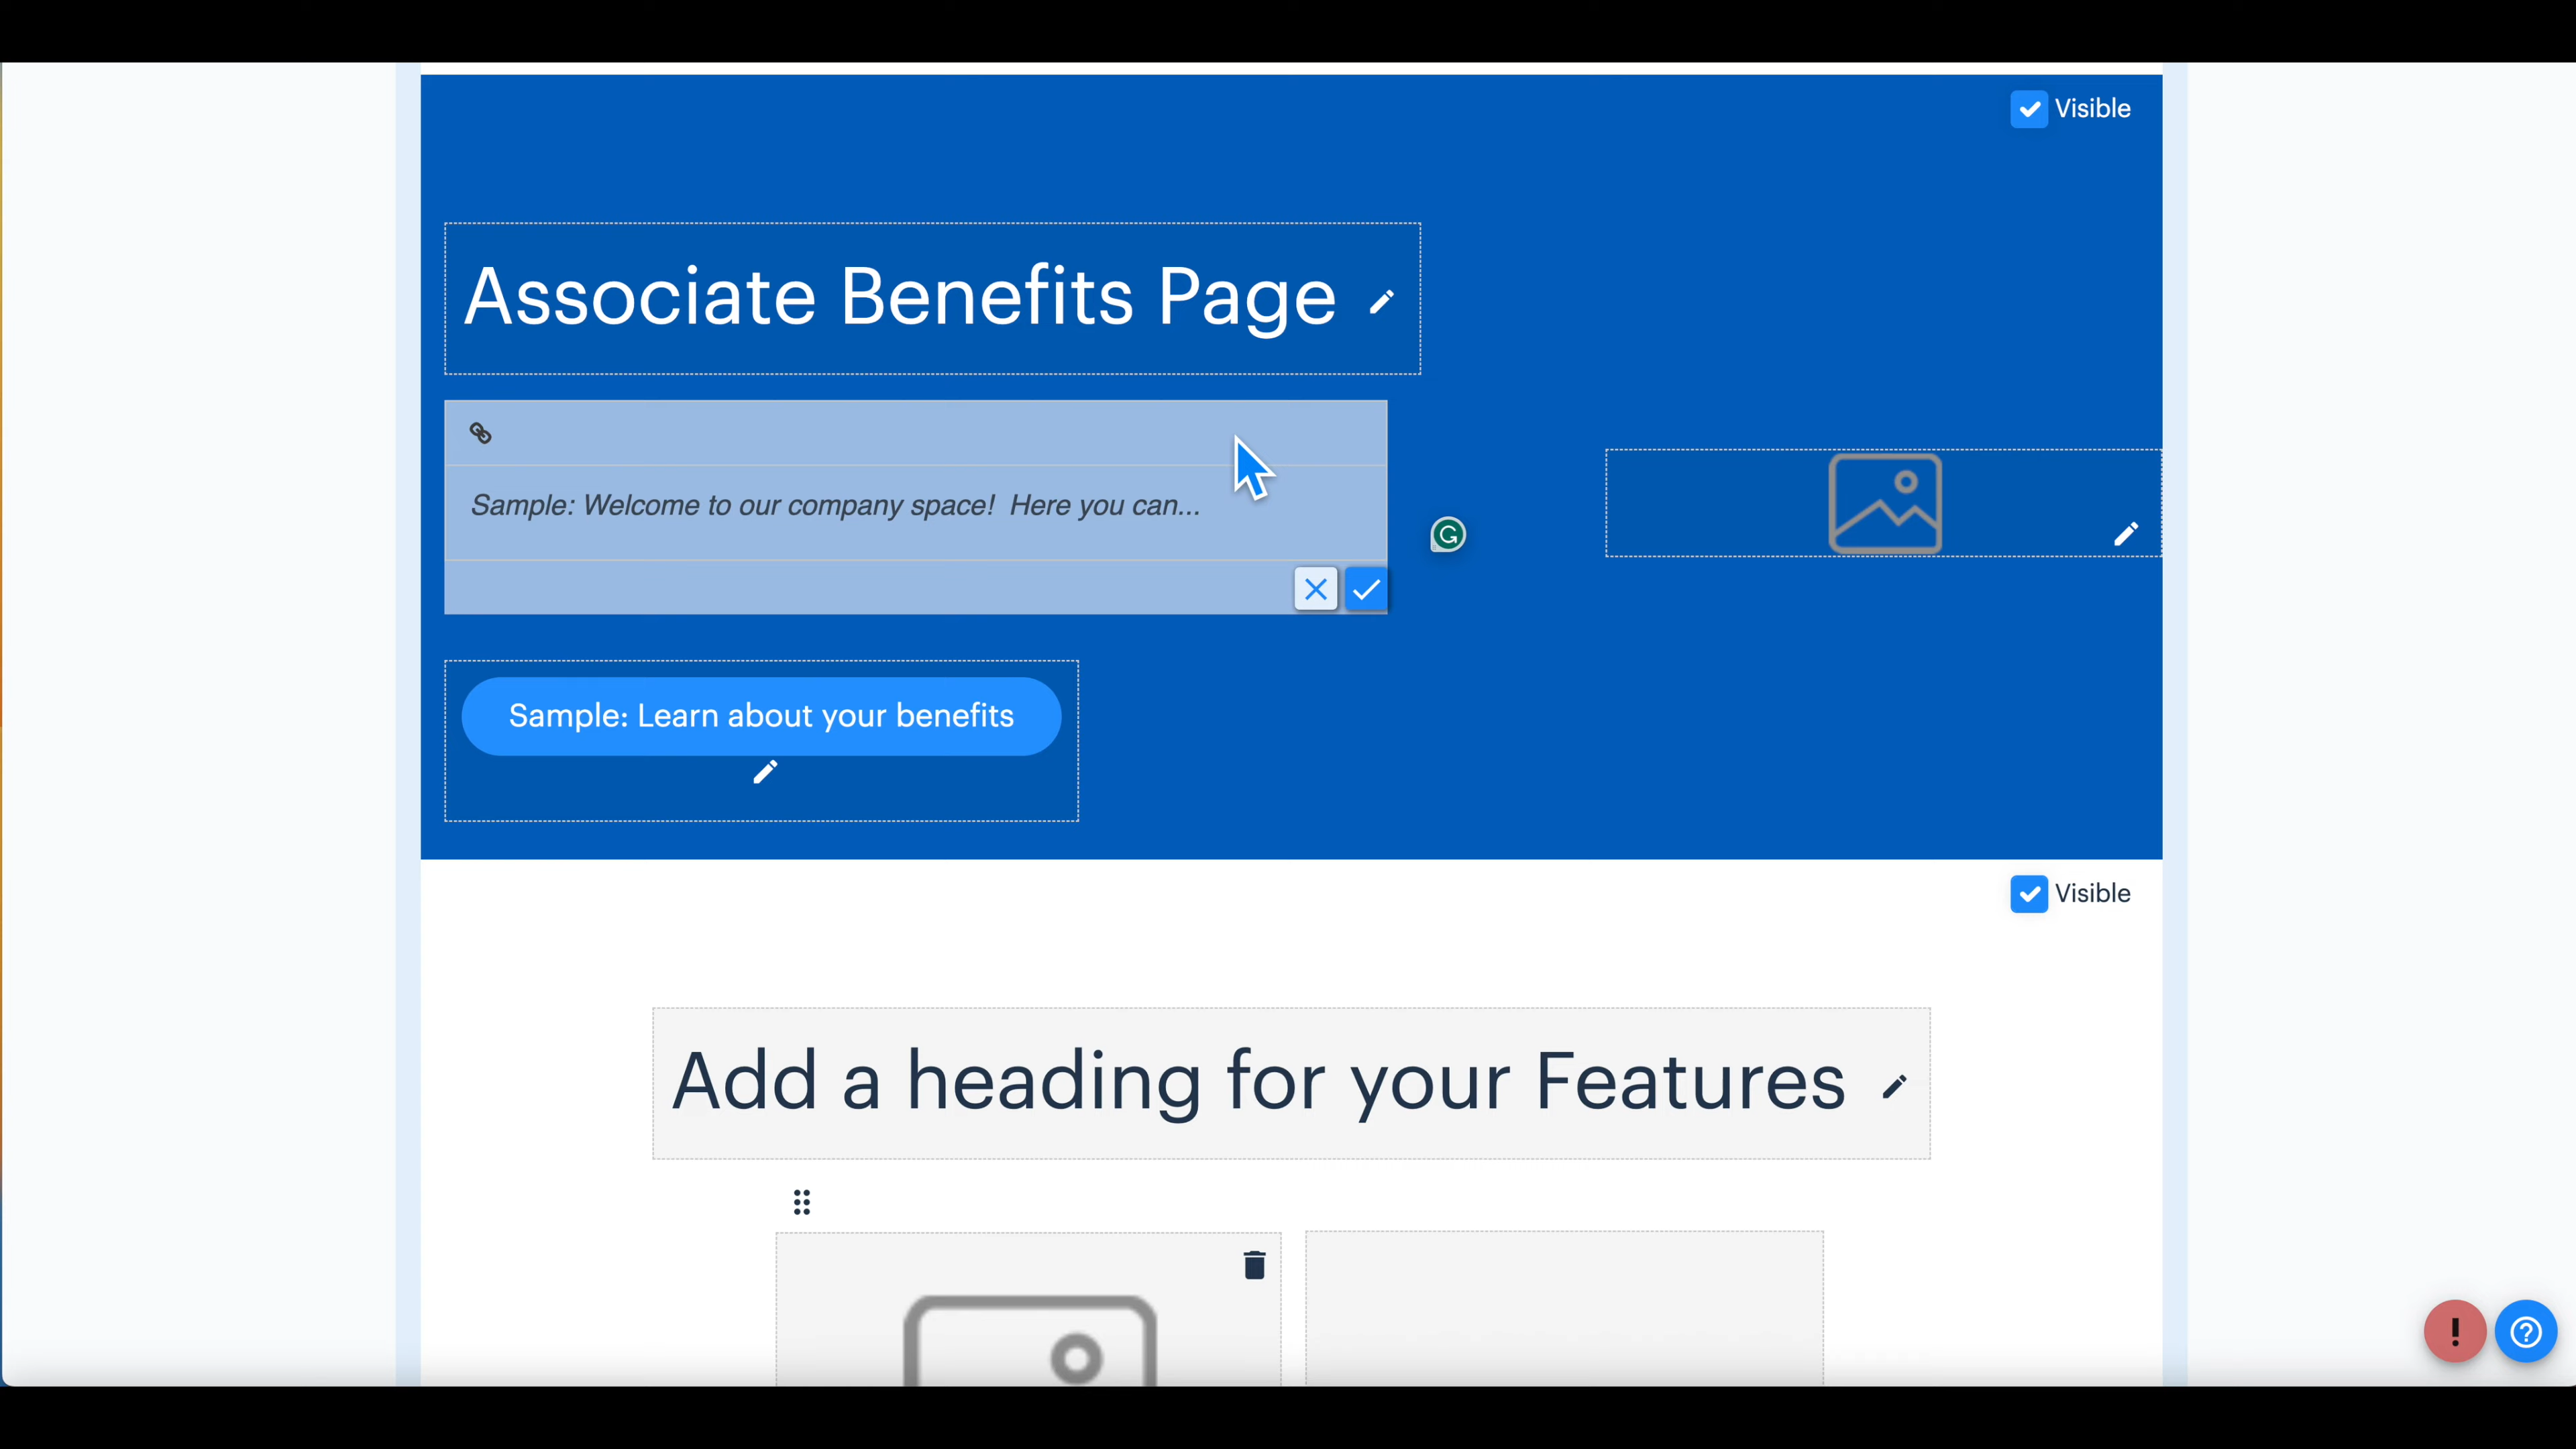 Visible
Associate Benefits Page
Sample: Welcome to our company space!  Here you can...
Sample: Learn about your benefits
Visible
Add a heading for your Features